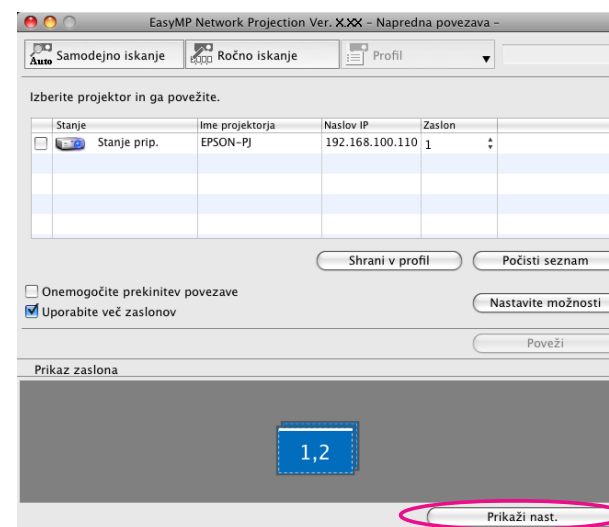 EasyMP Network Projection Ver. X.XX – Napredna povezava –
Auto Samodejno iskanje Ročno iskanje Profil
Izberite projektor in ga povežite.
Stanje Ime projektorja Naslov IP Zaslon
Stanje prip. EPSON-PJ 192.168.100.110 1
Shrani v profil Počisti seznam
Onemogočite prekinitev povezave
Nastavite možnosti
Uporabite več zaslonov
Poveži
Prikaz zaslona
1,2
Prikaži nast.